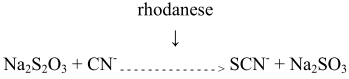 rhodanese
↓
Na₂S₂O₃ + CN⁻ ----------------> SCN⁻ + Na₂SO₃